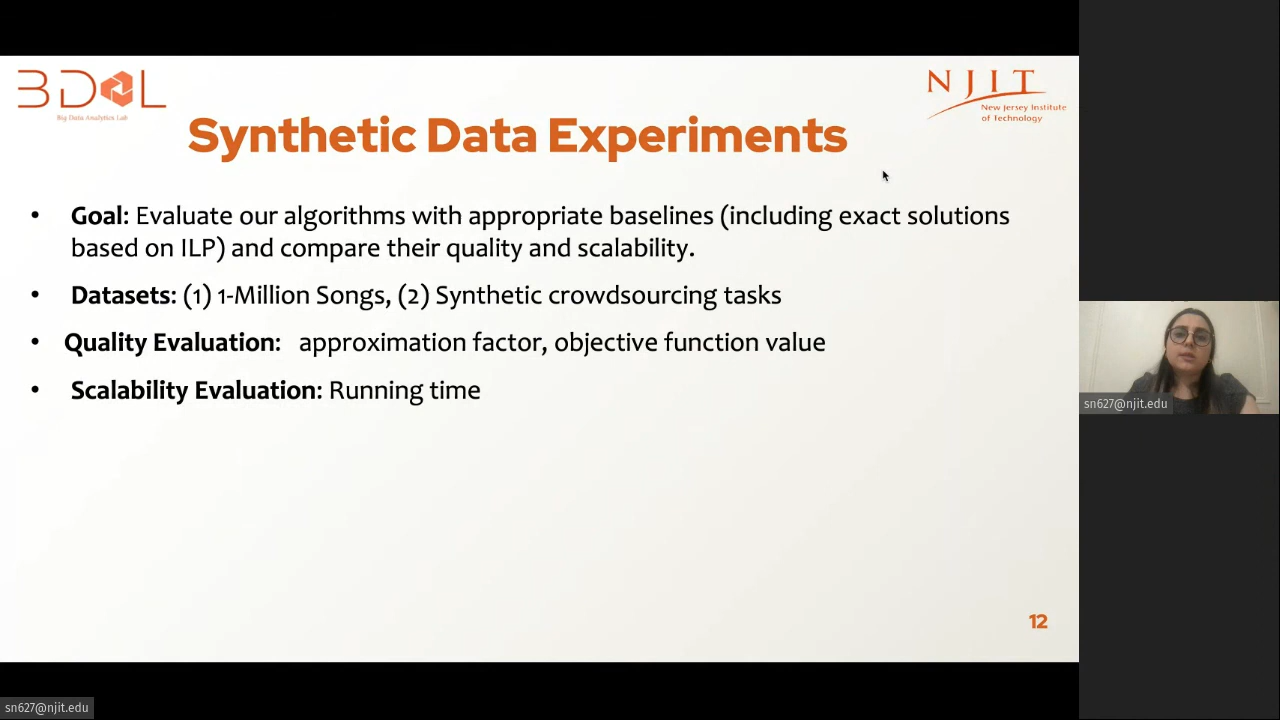 BDaL
Big Data Analytics Lab
NJIT
New Jersey Institute
of Technology
Synthetic Data Experiments
• Goal: Evaluate our algorithms with appropriate baselines (including exact solutions
based on ILP) and compare their quality and scalability.
• Datasets: (1) 1-Million Songs, (2) Synthetic crowdsourcing tasks
• Quality Evaluation: approximation factor, objective function value
• Scalability Evaluation: Running time
12
sn627@njit.edu
sn627@njit.edu